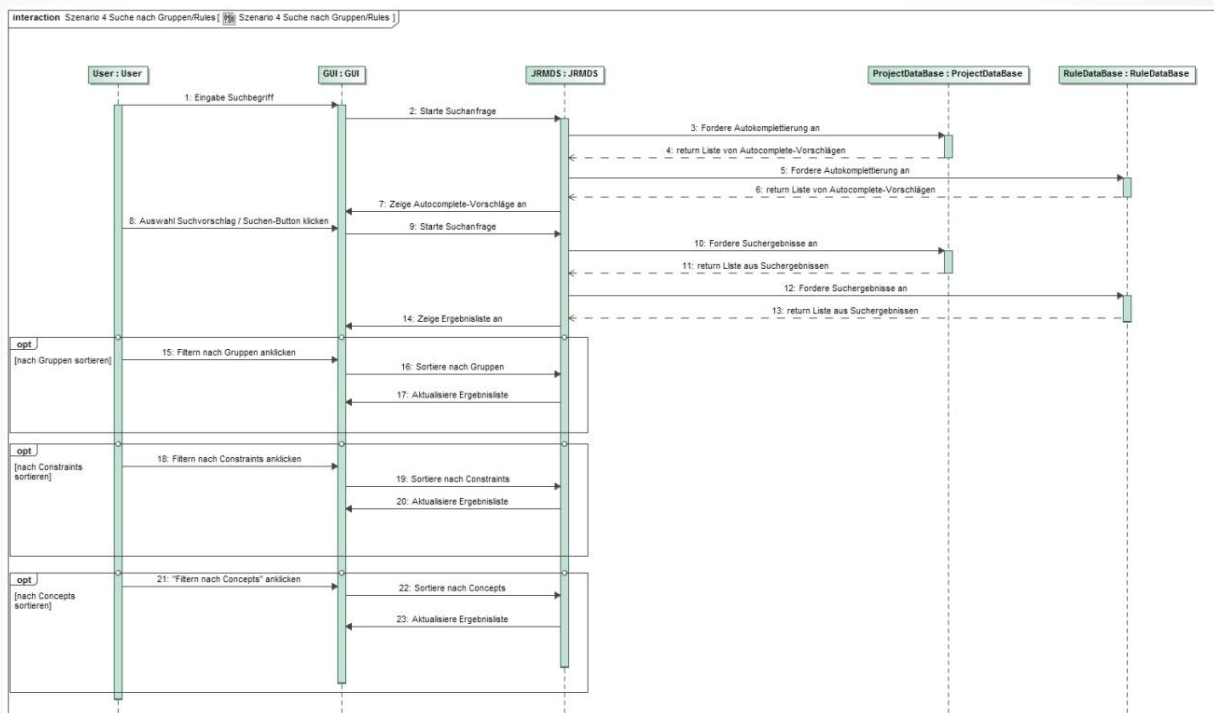 interaction Szenario 4 Suche nach Gruppen/Rules [ Szenario 4 Suche nach Gruppen/Rules ]
User : User
GUI : GUI
JRMDS : JRMDS
ProjectDataBase : ProjectDataBase
RuleDataBase : RuleDataBase
1: Eingabe Suchbegriff
2: Starte Suchanfrage
3: Fordere Autokomplettierung an
4: return Liste von Autocomplete-Vorschlägen
5: Fordere Autokomplettierung an
6: return Liste von Autocomplete-Vorschlägen
7: Zeige Autocomplete-Vorschläge an
8: Auswahl Suchvorschlag / Suchen-Button klicken
9: Starte Suchanfrage
10: Fordere Suchergebnisse an
11: return Liste aus Suchergebnissen
12: Fordere Suchergebnisse an
13: return Liste aus Suchergebnissen
14: Zeige Ergebnisliste an
opt
[nach Gruppen sortieren]
15: Filtern nach Gruppen anklicken
16: Sortiere nach Gruppen
17: Aktualisiere Ergebnisliste
opt
[nach Constraints
sortieren]
18: Filtern nach Constraints anklicken
19: Sortiere nach Constraints
20: Aktualisiere Ergebnisliste
opt
[nach Concepts
sortieren]
21: "Filtern nach Concepts" anklicken
22: Sortiere nach Concepts
23: Aktualisiere Ergebnisliste